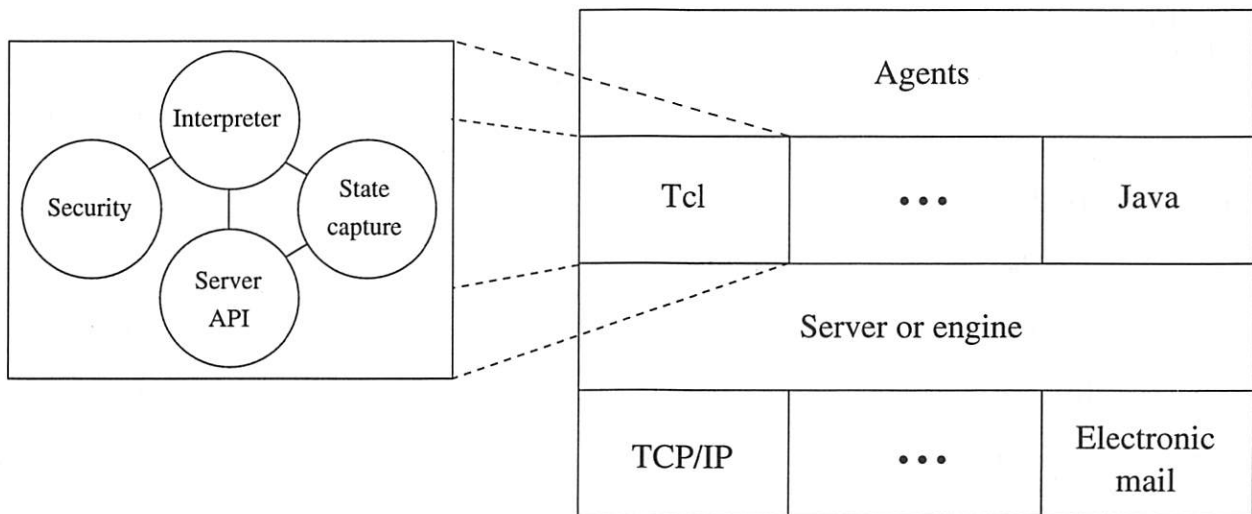 Interpreter
Security
State
capture
Server
API
Agents
Tcl
•••
Java
Server or engine
TCP/IP
•••
Electronic
mail